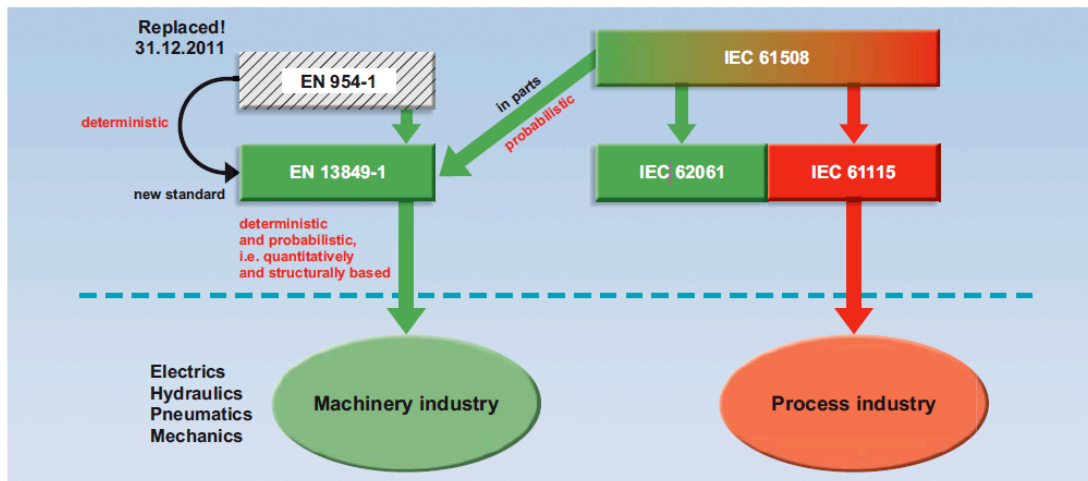 Replaced!
31.12.2011
EN 954-1
IEC 61508
deterministic
in parts
probabilistic
EN 13849-1
IEC 62061
IEC 61115
new standard
deterministic
and probabilistic,
i.e. quantitatively
and structurally based
Electrics
Hydraulics
Pneumatics
Mechanics
Machinery industry
Process industry